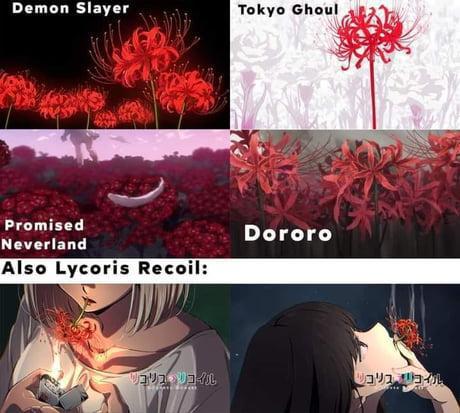 Demon Slayer
Tokyo Ghoul
Promised
Neverland
Dororo
Also Lycoris Recoil:
リコリス リコイル
リコリス リコイル